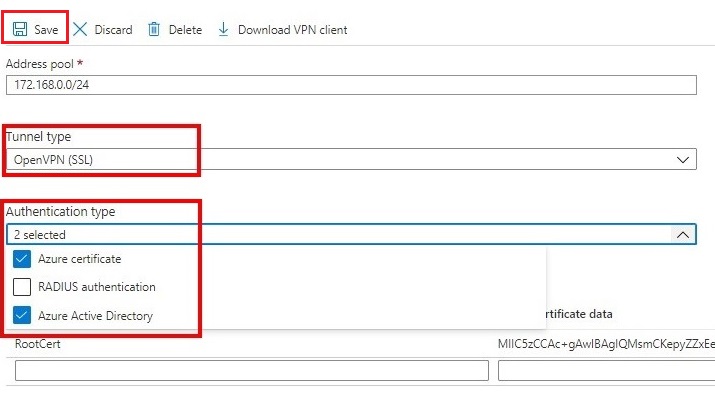 Save Discard Delete Download VPN client
Address pool *
172.168.0.0/24
Tunnel type
OpenVPN (SSL)
Authentication type
2 selected
Azure certificate
RADIUS authentication
Azure Active Directory
rtificate data
RootCert MIIC5zCCAc+gAwIBAgIQMsmCKepyZZxEe